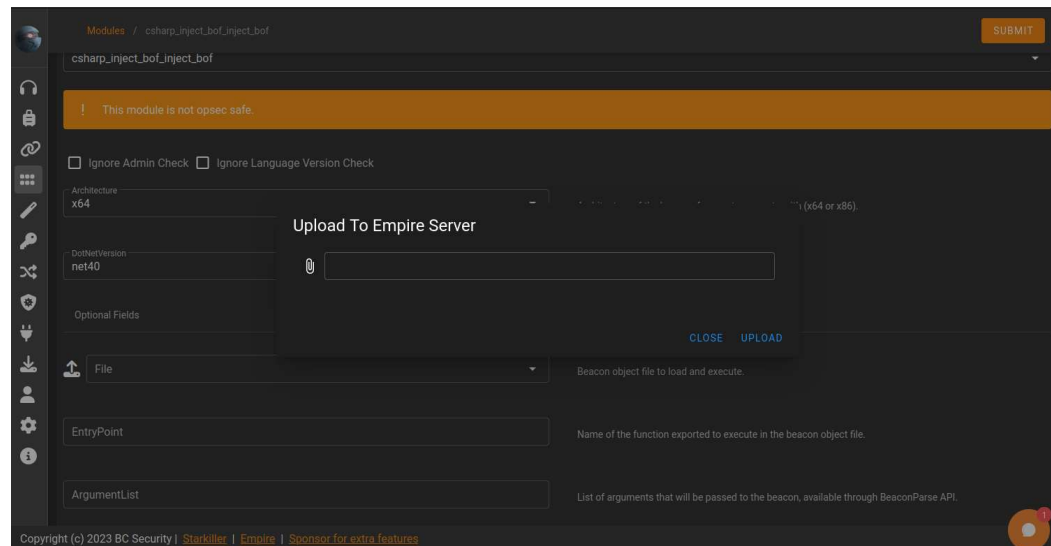 Modules / csharp_inject_bof_inject_bof
SUBMIT
csharp_inject_bof_inject_bof
! This module is not opsec safe.
Ignore Admin Check Ignore Language Version Check
Architecture
x64
(x64 or x86).
Upload To Empire Server
DotNetVersion
net40
Optional Fields
CLOSE UPLOAD
File
Beacon object file to load and execute.
EntryPoint
Name of the function exported to execute in the beacon object file.
ArgumentList
List of arguments that will be passed to the beacon, available through BeaconParse API.
1
Copyright (c) 2023 BC Security | Starkiller | Empire | Sponsor for extra features